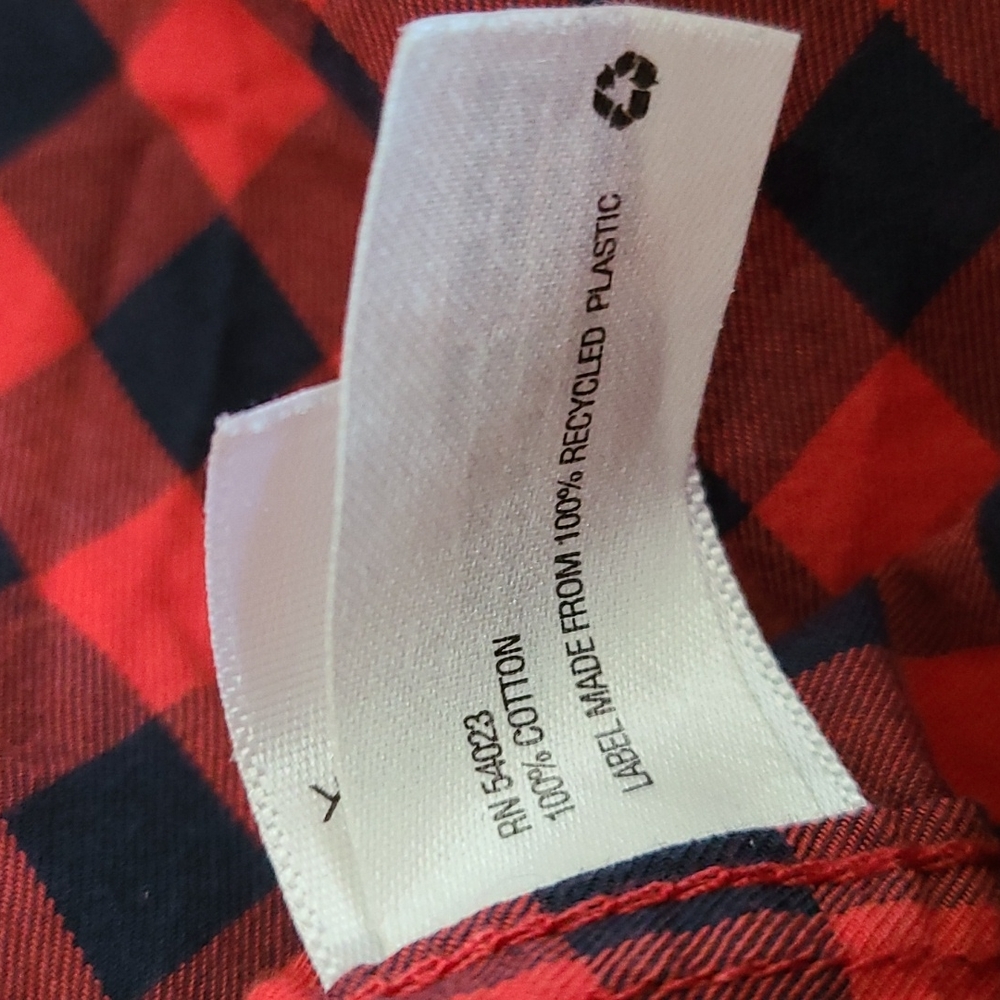 RN 54023
100% COTTON
LABEL MADE FROM 100% RECYCLED PLASTIC